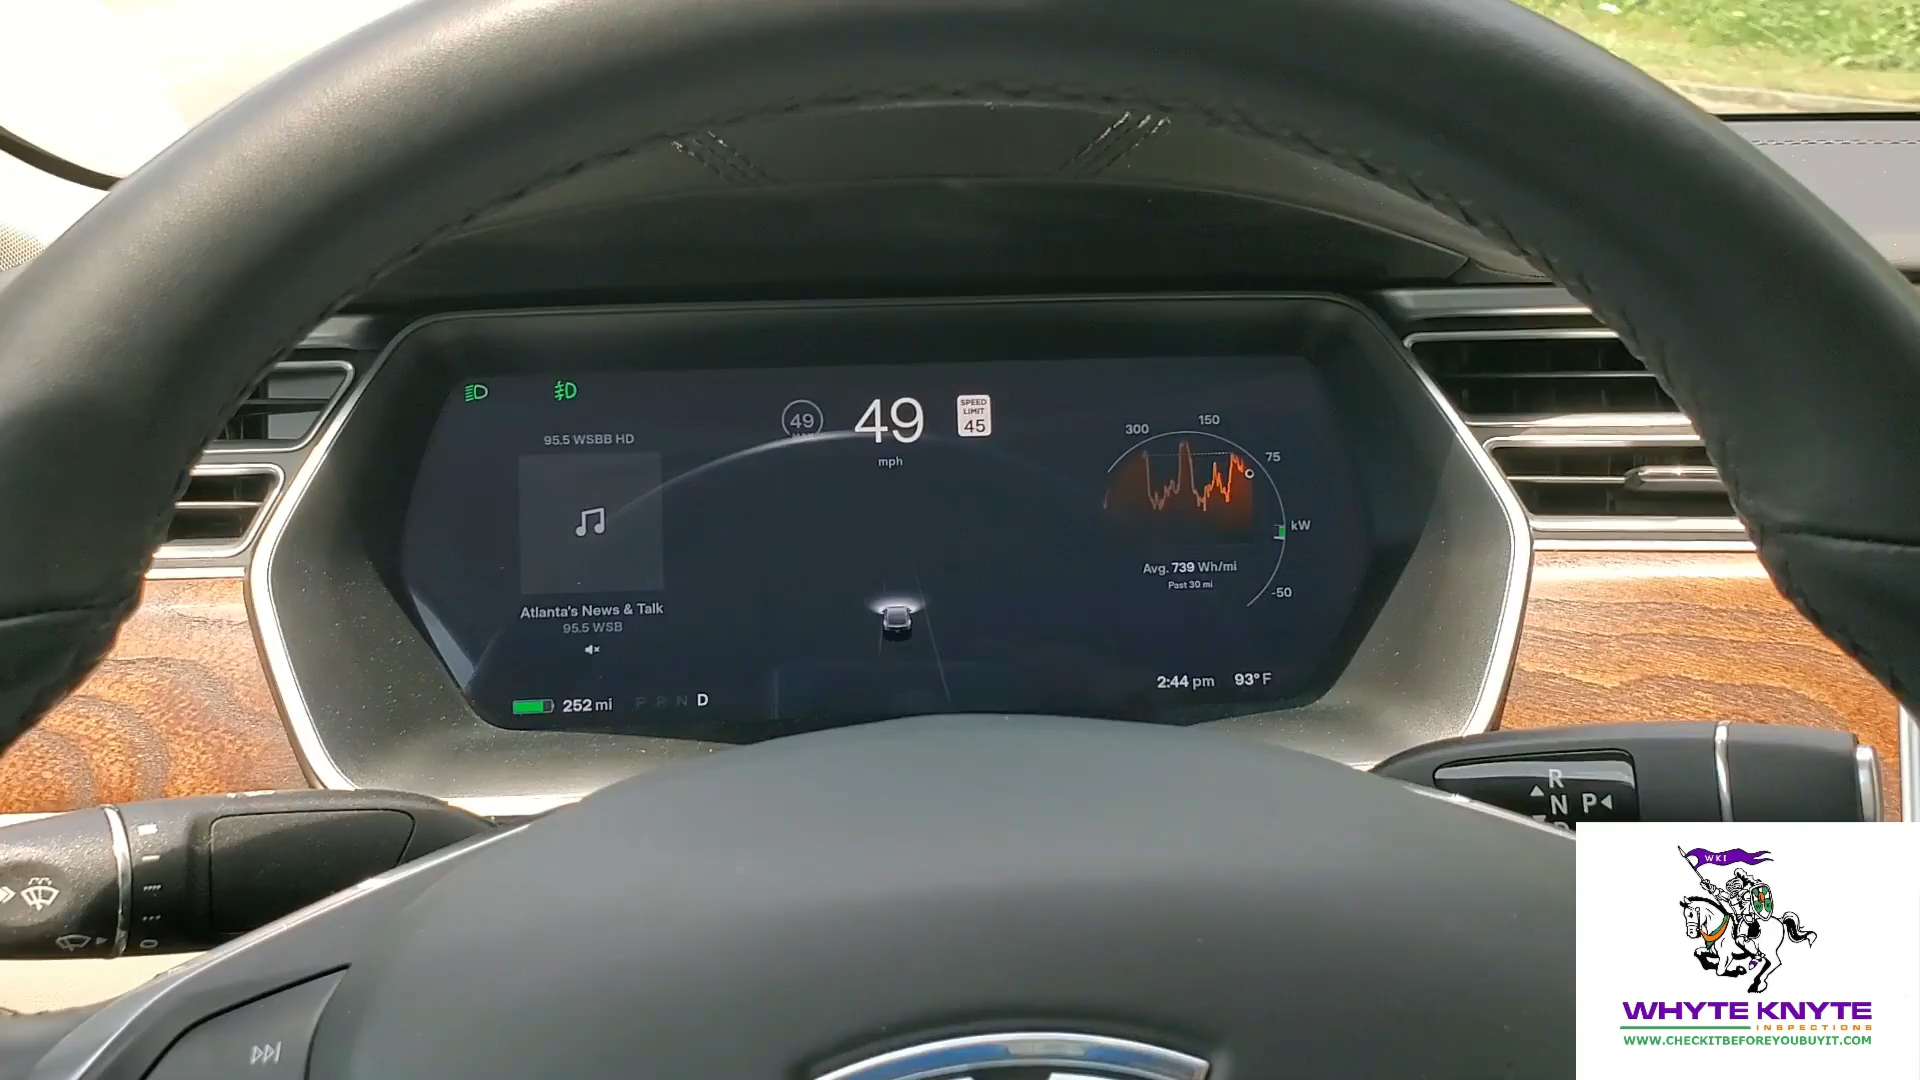 95.5 WSBB HD
Atlanta's News & Talk
95.5 WSB
252 mi
P R N D
49
49
mph
SPEED
LIMIT
45
300
150
75
kW
-50
Avg. 739 Wh/mi
Past 30 mi
2:44 pm
93° F
R
N P
WKI
WHYTE KNYTE
INSPECTIONS
WWW.CHECKITBEFOREYOUBUYIT.COM